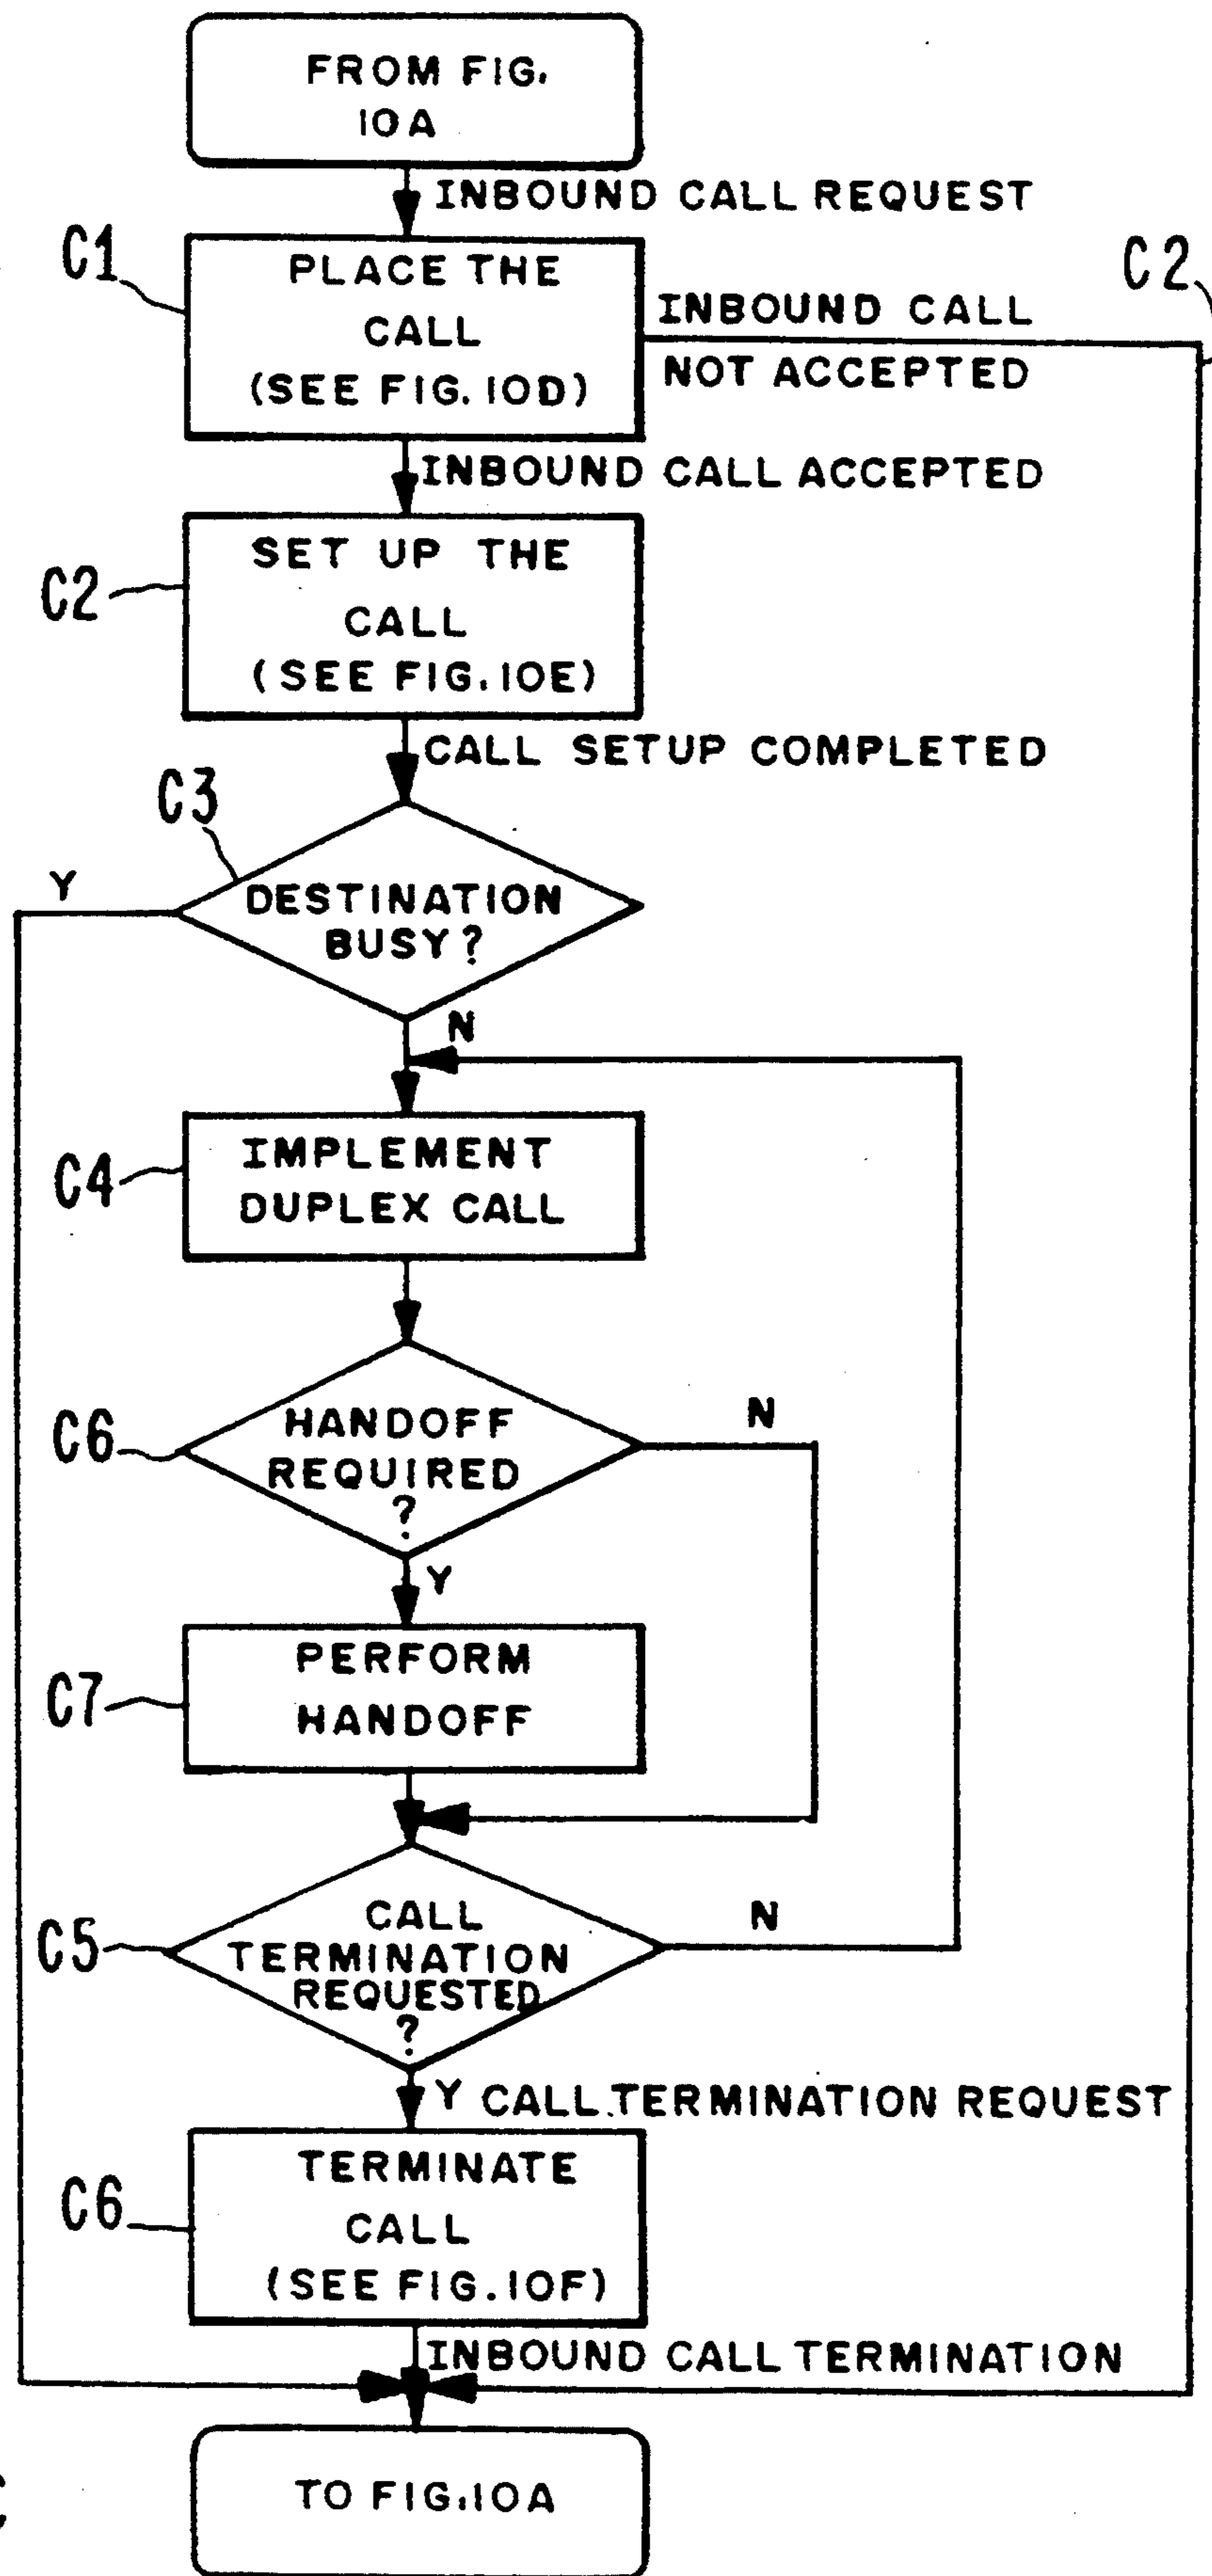 FROM FIG.
10A
INBOUND CALL REQUEST
C1
PLACE THE
CALL
(SEE FIG. 10D)
INBOUND CALL
NOT ACCEPTED
C2
INBOUND CALL ACCEPTED
C2
SET UP THE
CALL
(SEE FIG. 10E)
CALL SETUP COMPLETED
C3
Y
DESTINATION
BUSY?
N
C4
IMPLEMENT
DUPLEX CALL
C6
HANDOFF
REQUIRED
?
N
Y
C7
PERFORM
HANDOFF
C5
CALL
TERMINATION
REQUESTED
?
N
Y CALL TERMINATION REQUEST
C6
TERMINATE
CALL
(SEE FIG. 10F)
INBOUND CALL TERMINATION
TO FIG. 10A